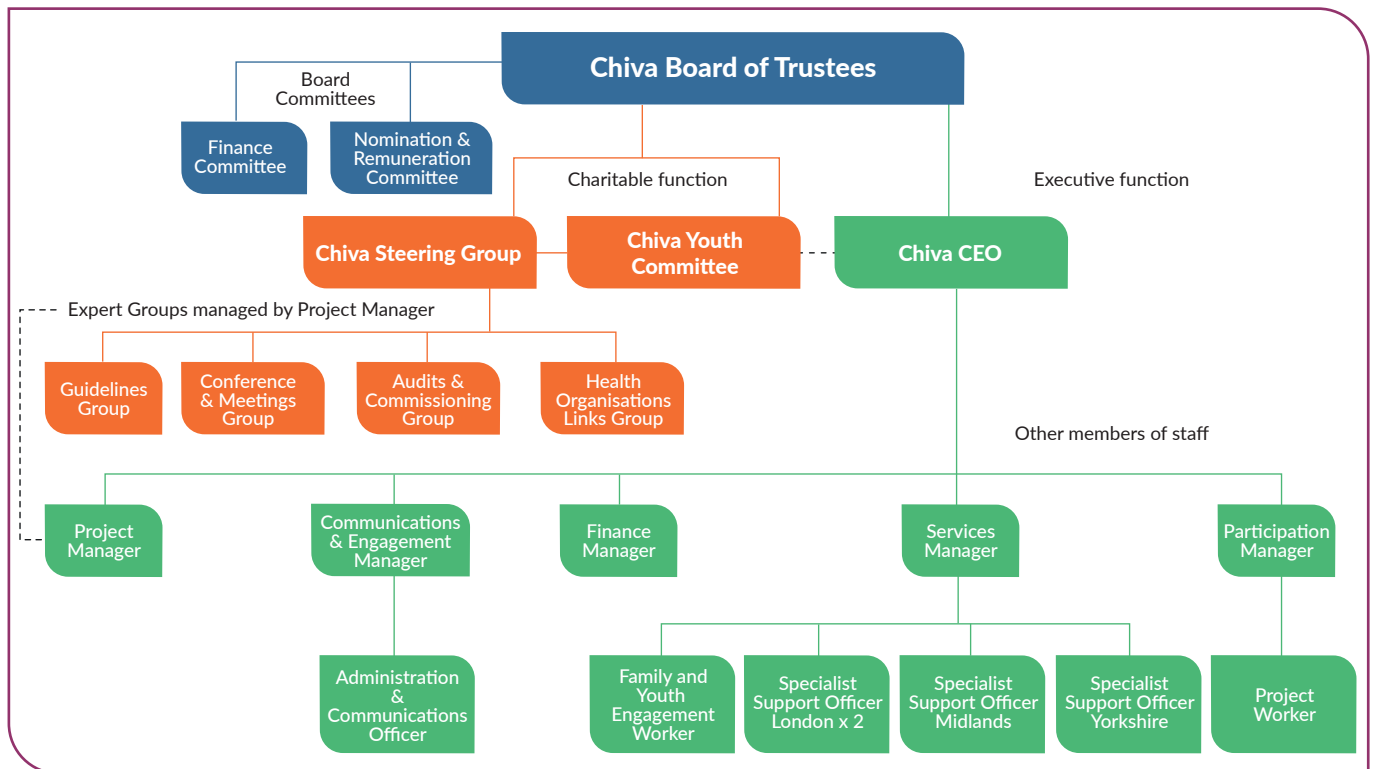 Chiva Board of Trustees
Board
Committees
Finance
Committee
Nomination &
Remuneration
Committee
Charitable function
Executive function
Chiva Steering Group
Chiva Youth
Committee
Chiva CEO
Expert Groups managed by Project Manager
Guidelines
Group
Conference
& Meetings
Group
Audits &
Commissioning
Group
Health
Organisations
Links Group
Other members of staff
Project
Manager
Communications
& Engagement
Manager
Finance
Manager
Services
Manager
Participation
Manager
Administration
&
Communications
Officer
Family and
Youth
Engagement
Worker
Specialist
Support Officer
London x 2
Specialist
Support Officer
Midlands
Specialist
Support Officer
Yorkshire
Project
Worker